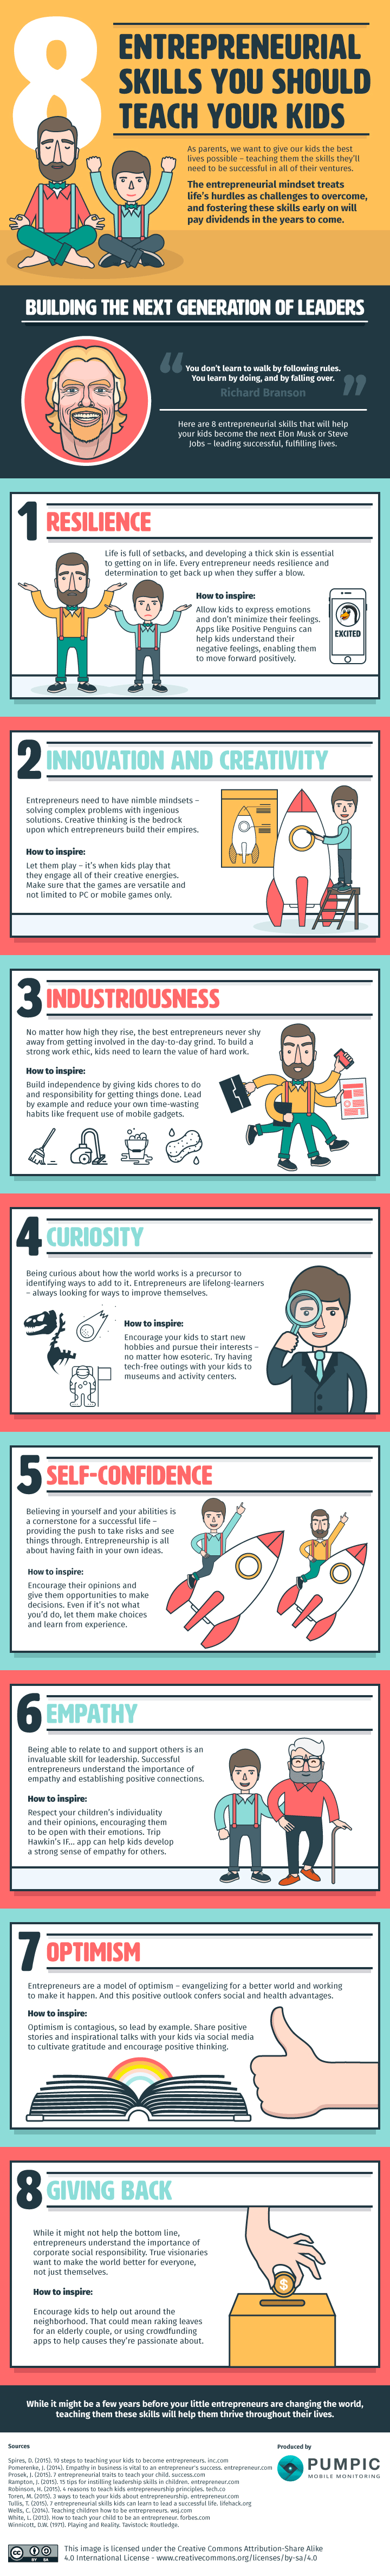 8
ENTREPRENEURIAL
SKILLS YOU SHOULD
TEACH YOUR KIDS
As parents, we want to give our kids the best
lives possible – teaching them the skills they'll
need to be successful in all of their ventures.
The entrepreneurial mindset treats
life's hurdles as challenges to overcome,
and fostering these skills early on will
pay dividends in the years to come.
BUILDING THE NEXT GENERATION OF LEADERS
“You don't learn to walk by following rules.
You learn by doing, and by falling over.”
Richard Branson
Here are 8 entrepreneurial skills that will help
your kids become the next Elon Musk or Steve
Jobs – leading successful, fulfilling lives.
1 RESILIENCE
Life is full of setbacks, and developing a thick skin is essential
to getting on in life. Every entrepreneur needs resilience and
determination to get back up when they suffer a blow.
How to inspire:
Allow kids to express emotions
and don't minimize their feelings.
Apps like Positive Penguins can
help kids understand their
negative feelings, enabling them
to move forward positively.
EXCITED
2 INNOVATION AND CREATIVITY
Entrepreneurs need to have nimble mindsets –
solving complex problems with ingenious
solutions. Creative thinking is the bedrock
upon which entrepreneurs build their empires.
How to inspire:
Let them play – it's when kids play that
they engage all of their creative energies.
Make sure that the games are versatile and
not limited to PC or mobile games only.
3 INDUSTRIOUSNESS
No matter how high they rise, the best entrepreneurs never shy
away from getting involved in the day-to-day grind. To build a
strong work ethic, kids need to learn the value of hard work.
How to inspire:
Build independence by giving kids chores to do
and responsibility for getting things done. Lead
by example and reduce your own time-wasting
habits like frequent use of mobile gadgets.
4 CURIOSITY
Being curious about how the world works is a precursor to
identifying ways to add to it. Entrepreneurs are lifelong-learners
– always looking for ways to improve themselves.
How to inspire:
Encourage your kids to start new
hobbies and pursue their interests –
no matter how esoteric. Try having
tech-free outings with your kids to
museums and activity centers.
5 SELF-CONFIDENCE
Believing in yourself and your abilities is
a cornerstone for a successful life –
providing the push to take risks and see
things through. Entrepreneurship is all
about having faith in your own ideas.
How to inspire:
Encourage their opinions and
give them opportunities to make
decisions. Even if it's not what
you'd do, let them make choices
and learn from experience.
6 EMPATHY
Being able to relate to and support others is an
invaluable skill for leadership. Successful
entrepreneurs understand the importance of
empathy and establishing positive connections.
How to inspire:
Respect your children's individuality
and their opinions, encouraging them
to be open with their emotions. Trip
Hawkin's IF... app can help kids develop
a strong sense of empathy for others.
7 OPTIMISM
Entrepreneurs are a model of optimism – evangelizing for a better world and working
to make it happen. And this positive outlook confers social and health advantages.
How to inspire:
Optimism is contagious, so lead by example. Share positive
stories and inspirational talks with your kids via social media
to cultivate gratitude and encourage positive thinking.
8 GIVING BACK
While it might not help the bottom line,
entrepreneurs understand the importance of
corporate social responsibility. True visionaries
want to make the world better for everyone,
not just themselves.
How to inspire:
Encourage kids to help out around the
neighborhood. That could mean raking leaves
for an elderly couple, or using crowdfunding
apps to help causes they're passionate about.
$
While it might be a few years before your little entrepreneurs are changing the world,
teaching them these skills will help them thrive throughout their lives.
Sources
Spires, D. (2015). 10 steps to teaching your kids to become entrepreneurs. inc.com
Pomerenke, J. (2014). Empathy in business is vital to an entrepreneur's success. entrepreneur.com
Prosek, J. (2015). 7 entrepreneurial traits to teach your child. success.com
Rampton, J. (2015). 15 tips for instilling leadership skills in children. entrepreneur.com
Robinson, H. (2015). 4 reasons to teach kids entrepreneurship principles. tech.co
Toren, M. (2015). 3 ways to teach your kids about entrepreneurship. entrepreneur.com
Tullis, T. (2015). 7 entrepreneurial skills kids can learn to lead a successful life. lifehack.org
Wells, C. (2014). Teaching children how to be entrepreneurs. wsj.com
White, L. (2013). How to teach your child to be an entrepreneur. forbes.com
Winnicott, D.W. (1971). Playing and Reality. Tavistock: Routledge.
Produced by
PUMPIC
MOBILE MONITORING
cc BY SA
This image is licensed under the Creative Commons Attribution-Share Alike
4.0 International License - www.creativecommons.org/licenses/by-sa/4.0